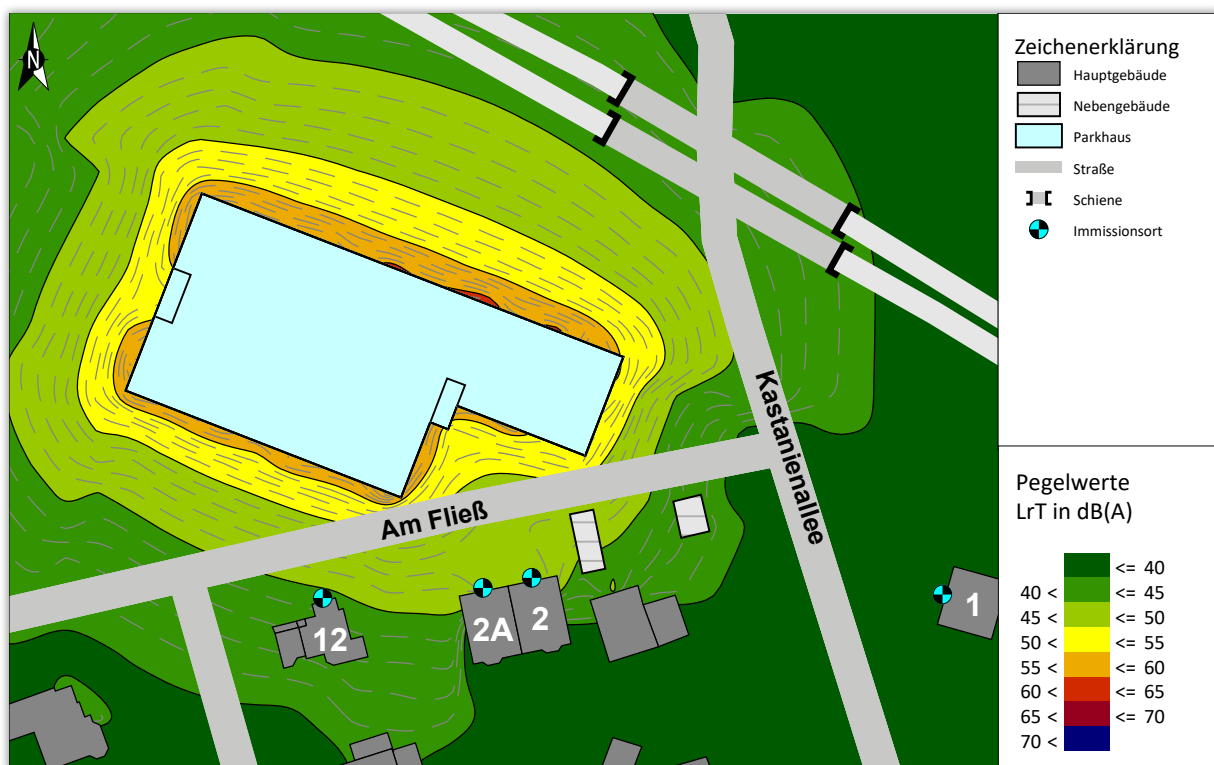 N
Am Fließ
Kastanienallee
12
2A
2
1
Zeichenerklärung
Hauptgebäude
Nebengebäude
Parkhaus
Straße
Schiene
Immissionsort
Pegelwerte
LrT in dB(A)
<= 40
40 < <= 45
45 < <= 50
50 < <= 55
55 < <= 60
60 < <= 65
65 < <= 70
70 <